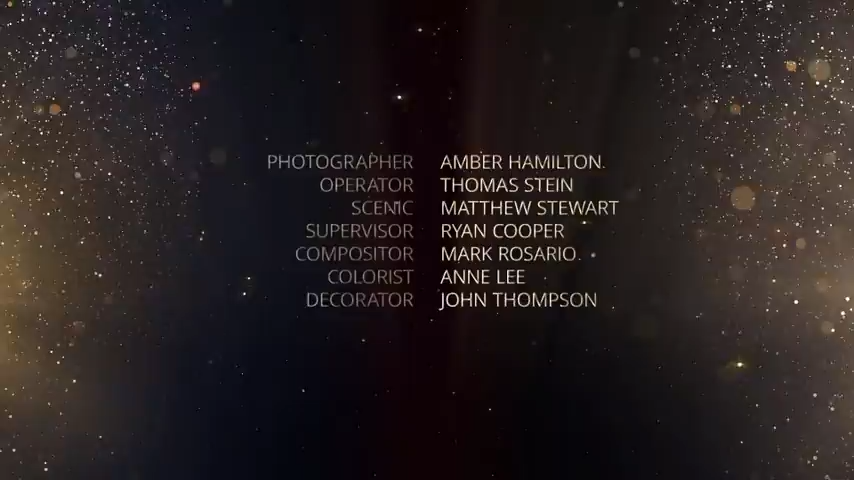 PHOTOGRAPHER AMBER HAMILTON
OPERATOR THOMAS STEIN
SCENIC MATTHEW STEWART
SUPERVISOR RYAN COOPER
COMPOSITOR MARK ROSARIO
COLORIST ANNE LEE
DECORATOR JOHN THOMPSON